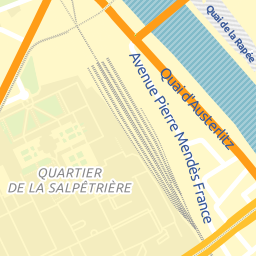 Quai de la Rapée
Quai d'Austerlitz
Avenue Pierre Mendès France
QUARTIER
DE LA SALPÊTRIÈRE